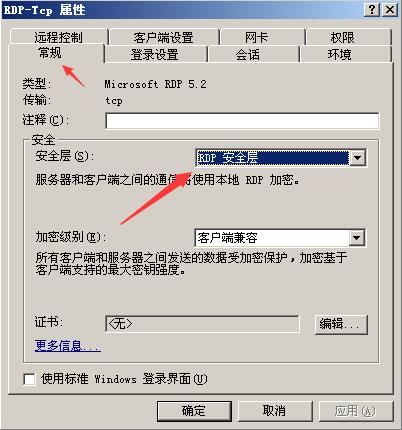 RDP-Tcp 属性
远程控制 客户端设置 网卡 权限
常规 登录设置 会话 环境
类型: Microsoft RDP 5.2
传输: tcp
注释(C):
安全
安全层(S): RDP 安全层
服务器和客户端之间的通信将使用本地 RDP 加密。
加密级别(E): 客户端兼容
所有客户端和服务器之间发送的数据受加密保护，加密基于
客户端支持的最大密钥强度。
证书: <无> 编辑...
更多信息...
使用标准 Windows 登录界面(U)
确定 取消 应用(A)